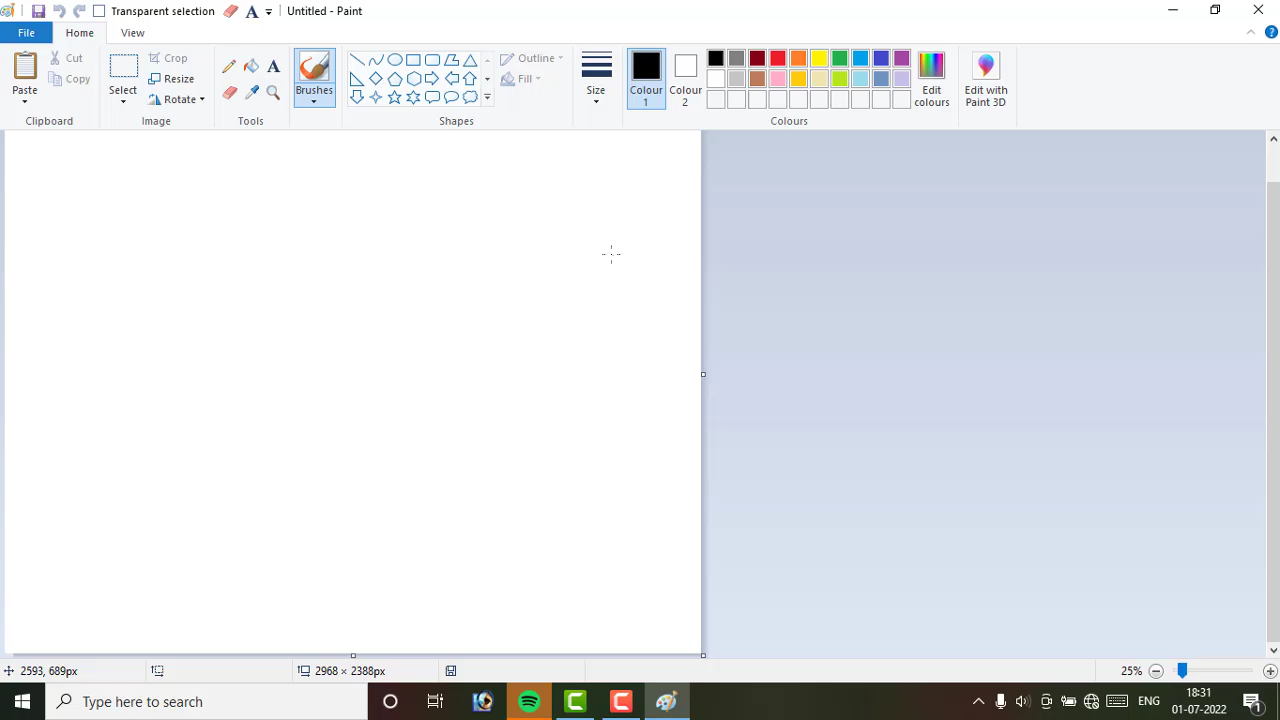 Transparent selection A Untitled - Paint
File Home View
Paste Cut Copy Select Crop Resize Rotate A Brushes Outline Fill Size Colour 1 Colour 2 Edit colours Edit with Paint 3D
Clipboard Image Tools Shapes Colours
2593, 689px 2968 × 2388px 25%
Type here to search ENG 18:31 01-07-2022 1